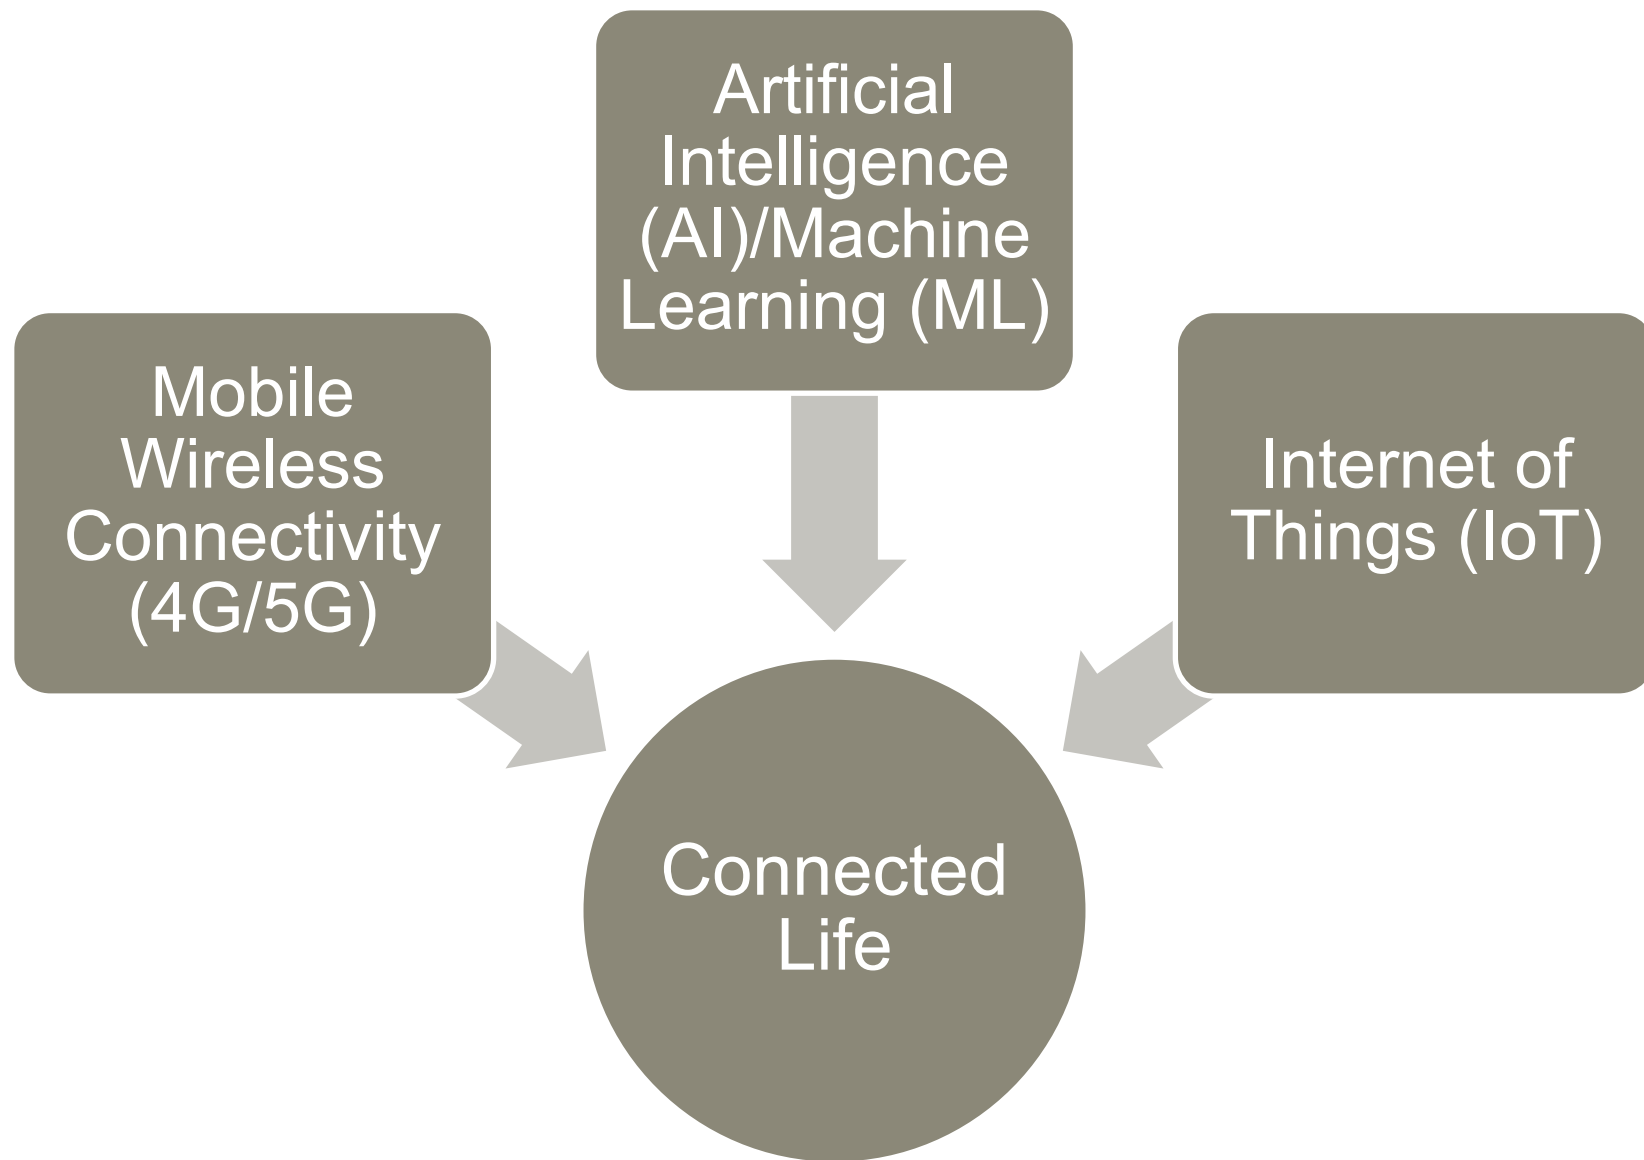 Artificial
Intelligence
(AI)/Machine
Learning (ML)
Mobile
Wireless
Connectivity
(4G/5G)
Internet of
Things (IoT)
Connected
Life